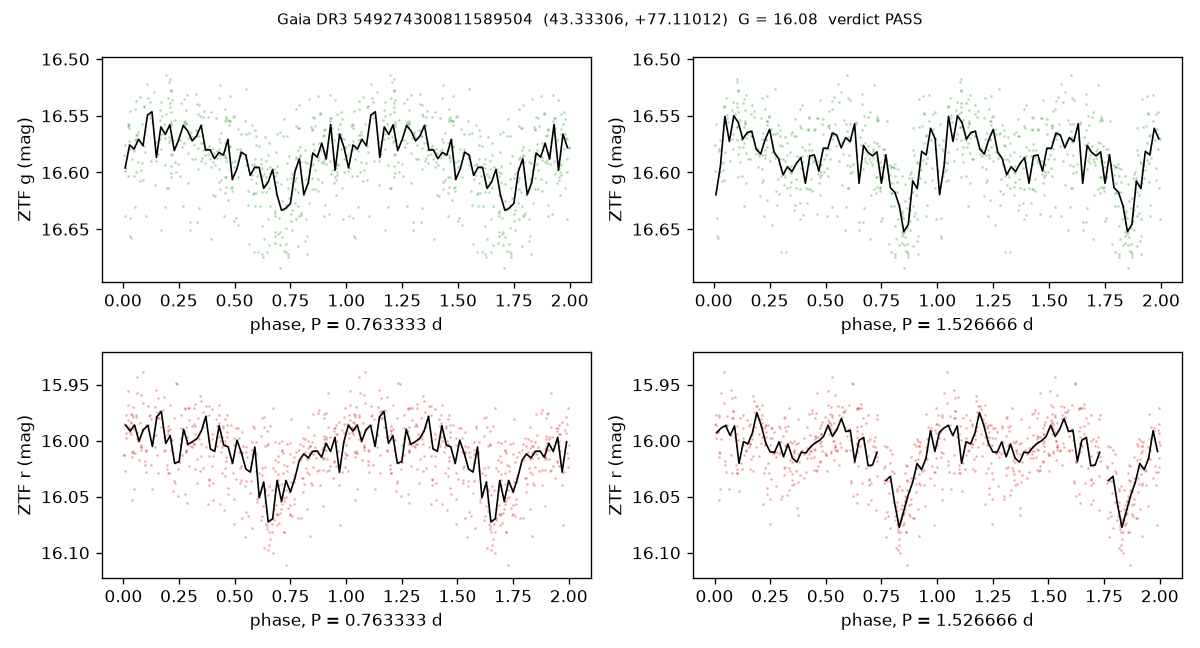 Gaia DR3 549274300811589504  (43.33306, +77.11012)  G = 16.08  verdict PASS
16.50
16.55
16.60
16.65
ZTF g (mag)
0.00 0.25 0.50 0.75 1.00 1.25 1.50 1.75 2.00
phase, P = 0.763333 d
16.50
16.55
16.60
16.65
ZTF g (mag)
0.00 0.25 0.50 0.75 1.00 1.25 1.50 1.75 2.00
phase, P = 1.526666 d
15.95
16.00
16.05
16.10
ZTF r (mag)
0.00 0.25 0.50 0.75 1.00 1.25 1.50 1.75 2.00
phase, P = 0.763333 d
15.95
16.00
16.05
16.10
ZTF r (mag)
0.00 0.25 0.50 0.75 1.00 1.25 1.50 1.75 2.00
phase, P = 1.526666 d